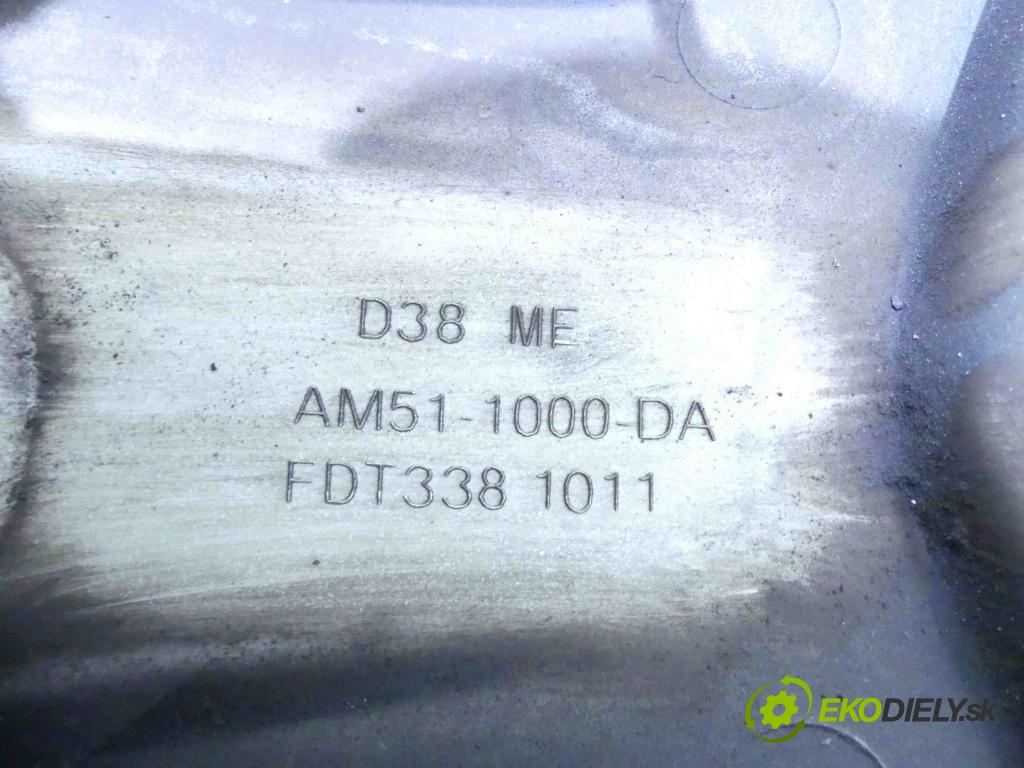 D38 ME
AM51-1000-DA
FDT338 1011
EKODIELY.sk